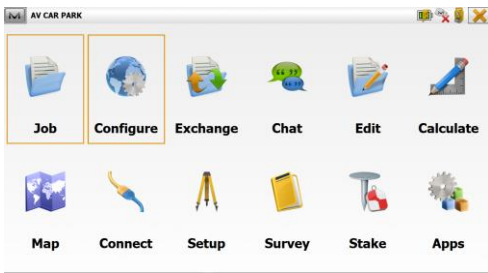 AV CAR PARK
Job Configure Exchange Chat Edit Calculate
Map Connect Setup Survey Stake Apps